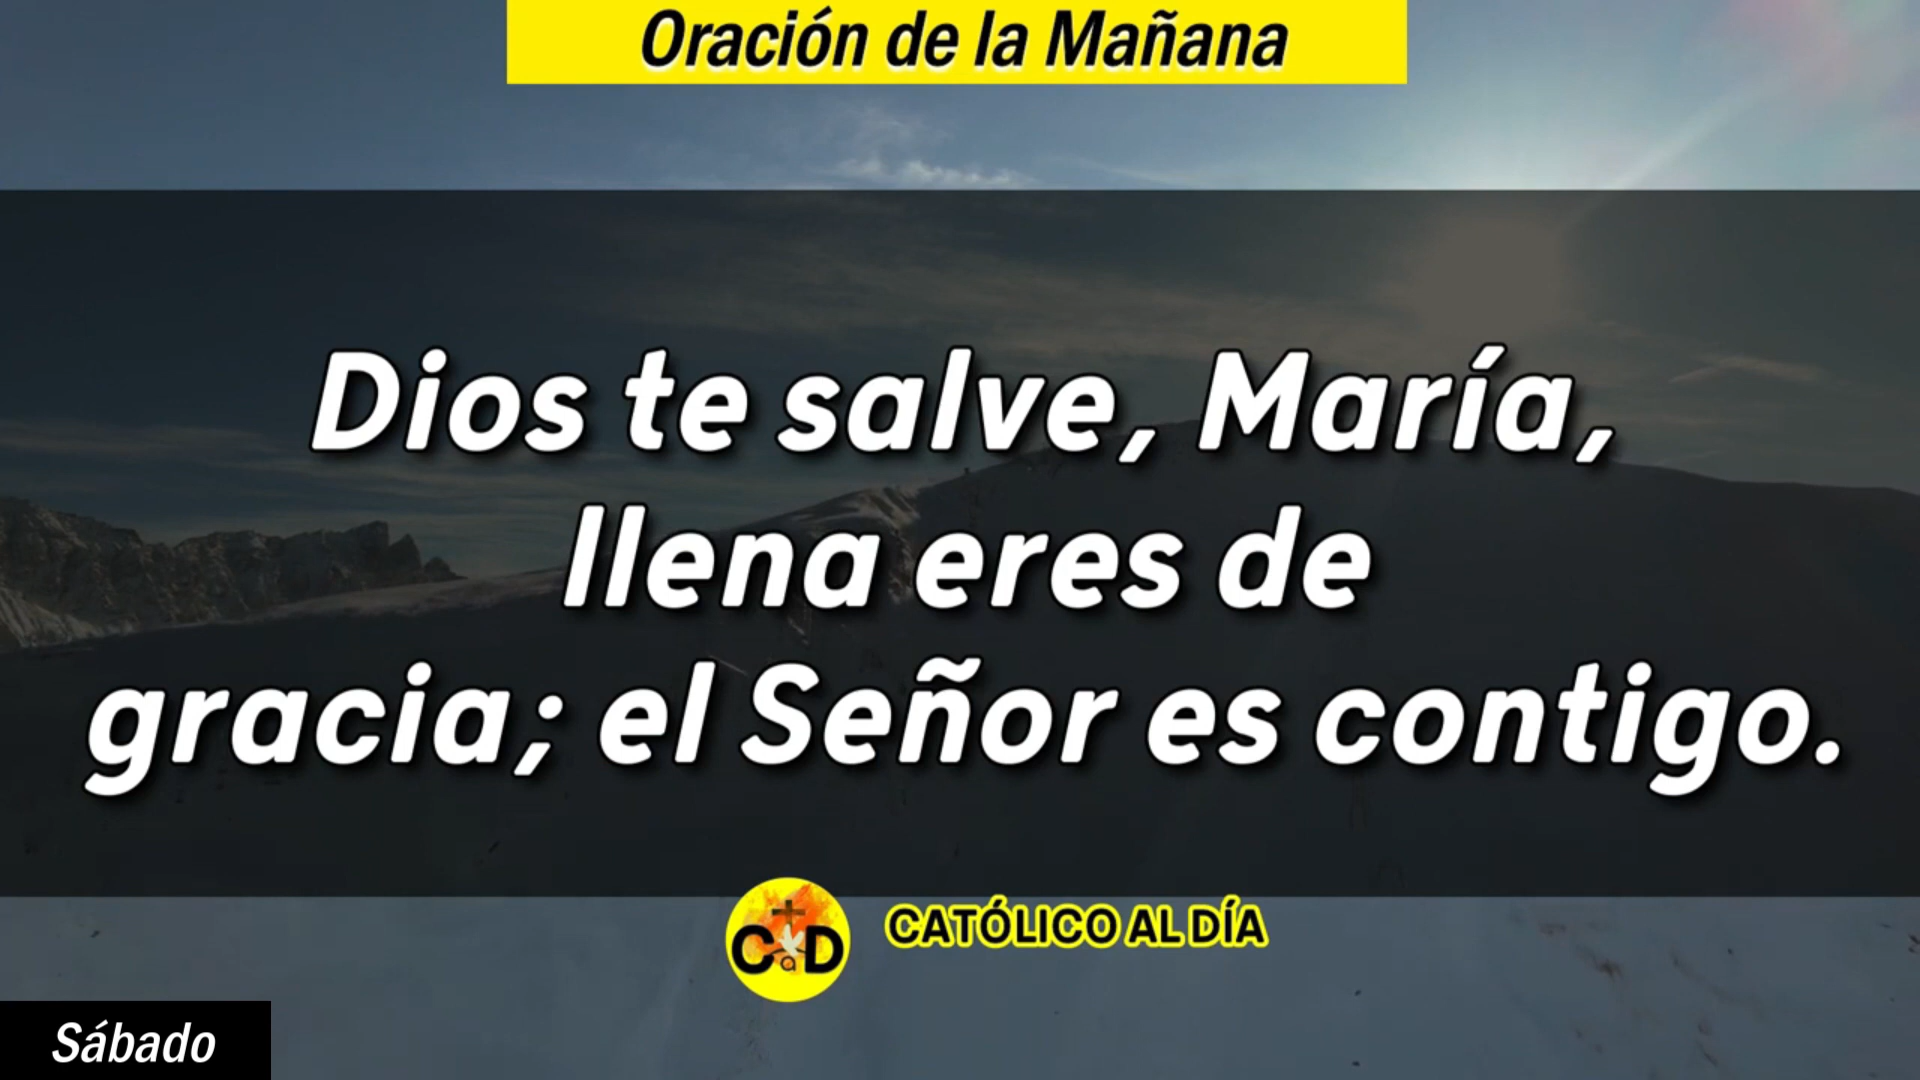 Oración de la Mañana
Dios te salve, María,
llena eres de
gracia; el Señor es contigo.
CaD
CATÓLICO AL DÍA
Sábado